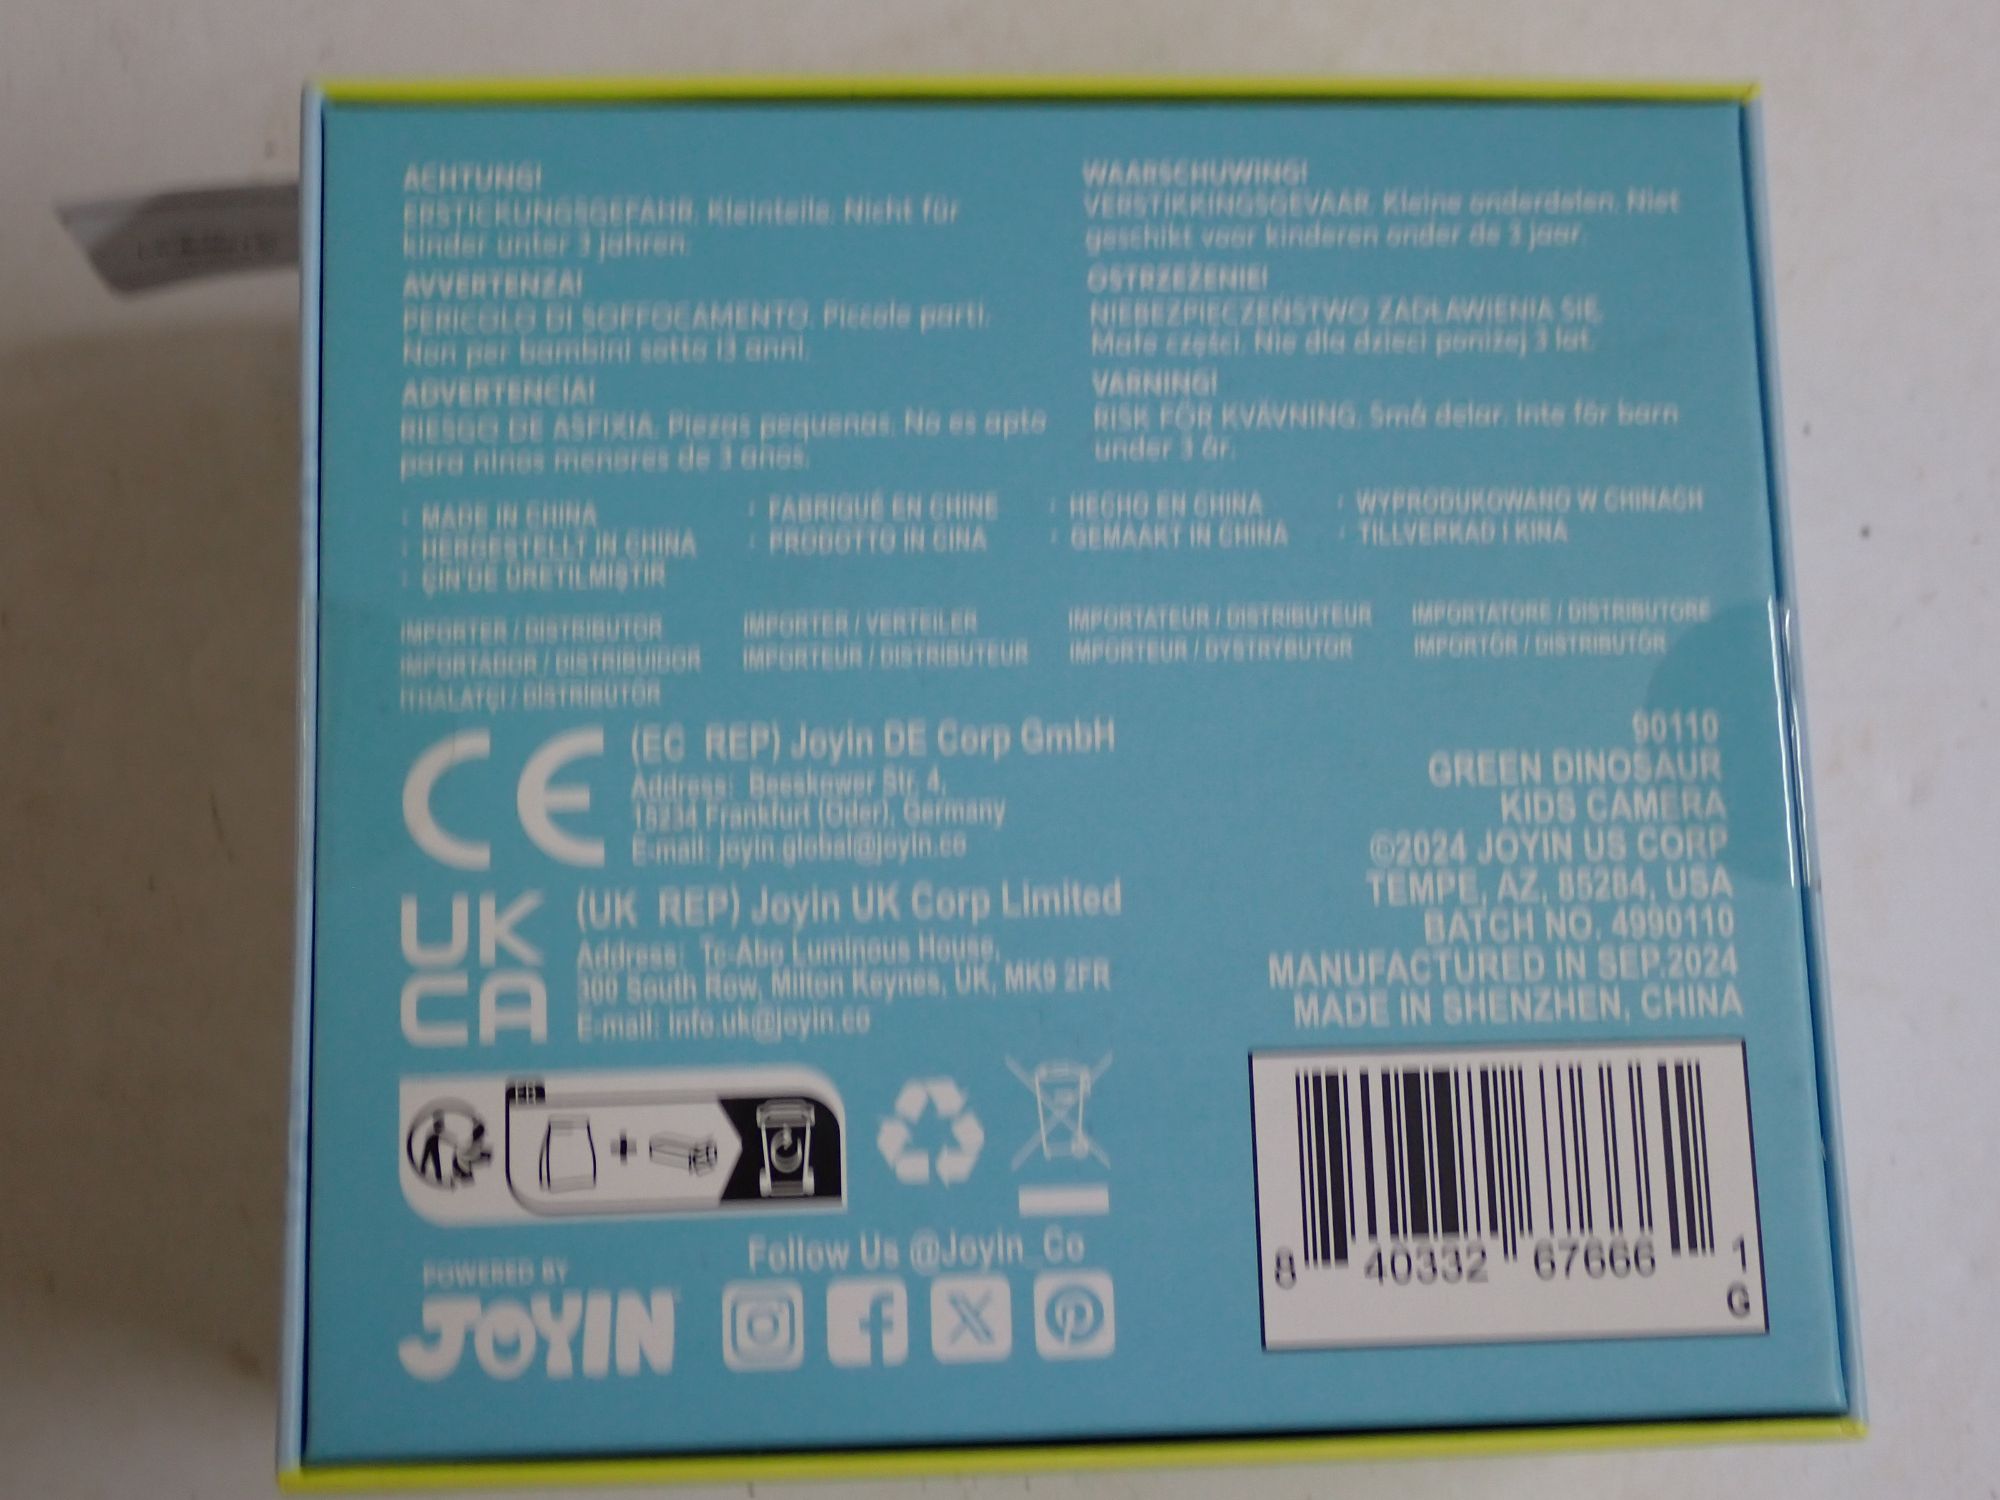 ACHTUNG!
ERSTICKUNGSGEFAHR. Kleinteile. Nicht für
kinder unter 3 jahren.
AVVERTENZA!
PERICOLO DI SOFFOCAMENTO. Piccole parti.
Non per bambini sotto i3 anni.
ADVERTENCIA!
RIESGO DE ASFIXIA. Piezas pequenas. No es apto
para ninos menores de 3 anos.
WAARSCHUWING!
VERSTIKKINGSGEVAAR. Kleine onderdelen. Niet
geschikt voor kinderen onder de 3 jaar.
OSTRZEŻENIE!
NIEBEZPIECZEŃSTWO ZADŁAWIENIA SIĘ.
Małe części. Nie dla dzieci poniżej 3 lat.
VARNING!
RISK FÖR KVÄVNING. Små delar. Inte för barn
under 3 år.
· MADE IN CHINA
· HERGESTELLT IN CHINA
· ÇIN'DE ÜRETILMIŞTIR
· FABRIQUÉ EN CHINE
· PRODOTTO IN CINA
· HECHO EN CHINA
· GEMAAKT IN CHINA
· WYPRODUKOWANO W CHINACH
· TILLVERKAD I KINA
IMPORTER / DISTRIBUTOR
IMPORTADOR / DISTRIBUIDOR
ITHALATÇI / DİSTRİBÜTÖR
IMPORTER / VERTEILER
IMPORTEUR / DISTRIBUTEUR
IMPORTATEUR / DISTRIBUTEUR
IMPORTEUR / DYSTRYBUTOR
IMPORTATORE / DISTRIBUTORE
IMPORTÖR / DISTRIBUTÖR
CE
(EC REP) Joyin DE Corp GmbH
Address: Beeskower Str. 4,
15234 Frankfurt (Oder), Germany
E-mail: joyin.global@joyin.co
UK
CA
(UK REP) Joyin UK Corp Limited
Address: Tc-Abo Luminous House,
300 South Row, Milton Keynes, UK, MK9 2FR
E-mail: info.uk@joyin.co
90110
GREEN DINOSAUR
KIDS CAMERA
©2024 JOYIN US CORP
TEMPE, AZ, 85284, USA
BATCH NO. 4990110
MANUFACTURED IN SEP.2024
MADE IN SHENZHEN, CHINA
FR
+
Follow Us @Joyin_Co
POWERED BY
JOYIN
8 40332 67666 1
G